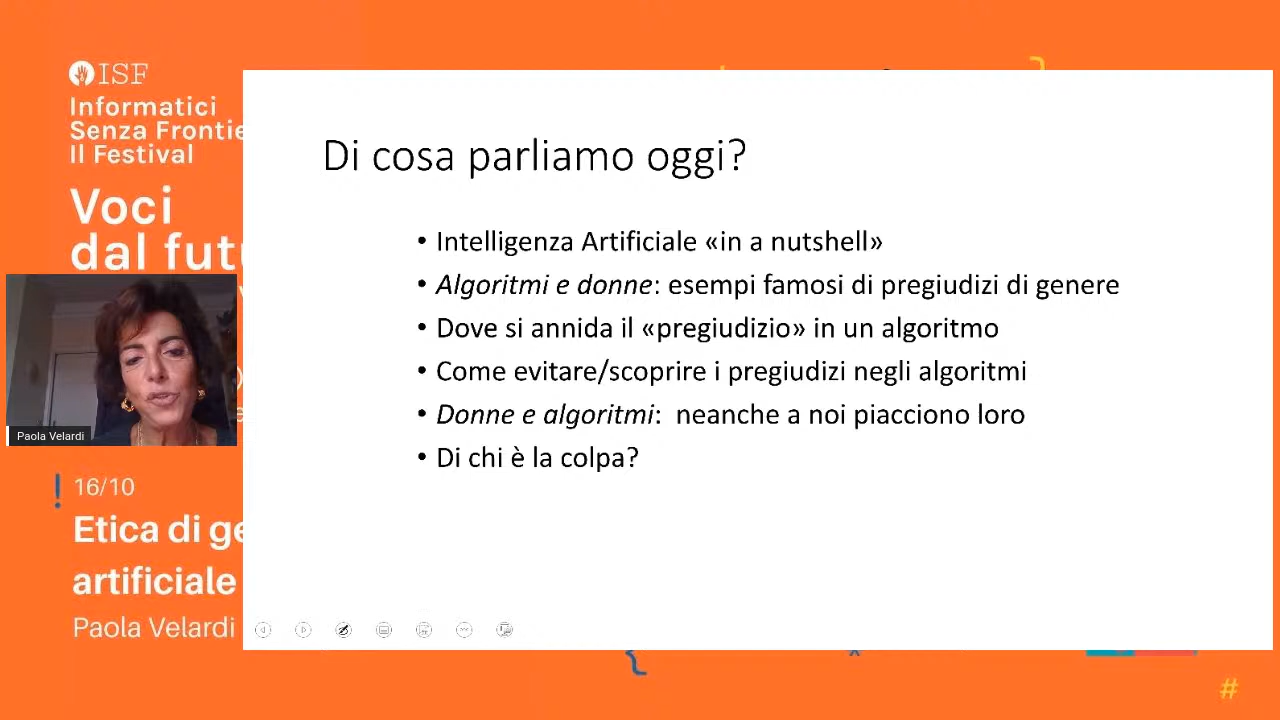 ISF
Informatici
Senza Frontie
Il Festival
Voci
dal futu
Paola Velardi
16/10
Etica di ge
artificiale
Paola Velardi
Di cosa parliamo oggi?
• Intelligenza Artificiale «in a nutshell»
• Algoritmi e donne: esempi famosi di pregiudizi di genere
• Dove si annida il «pregiudizio» in un algoritmo
• Come evitare/scoprire i pregiudizi negli algoritmi
• Donne e algoritmi: neanche a noi piacciono loro
• Di chi è la colpa?
#